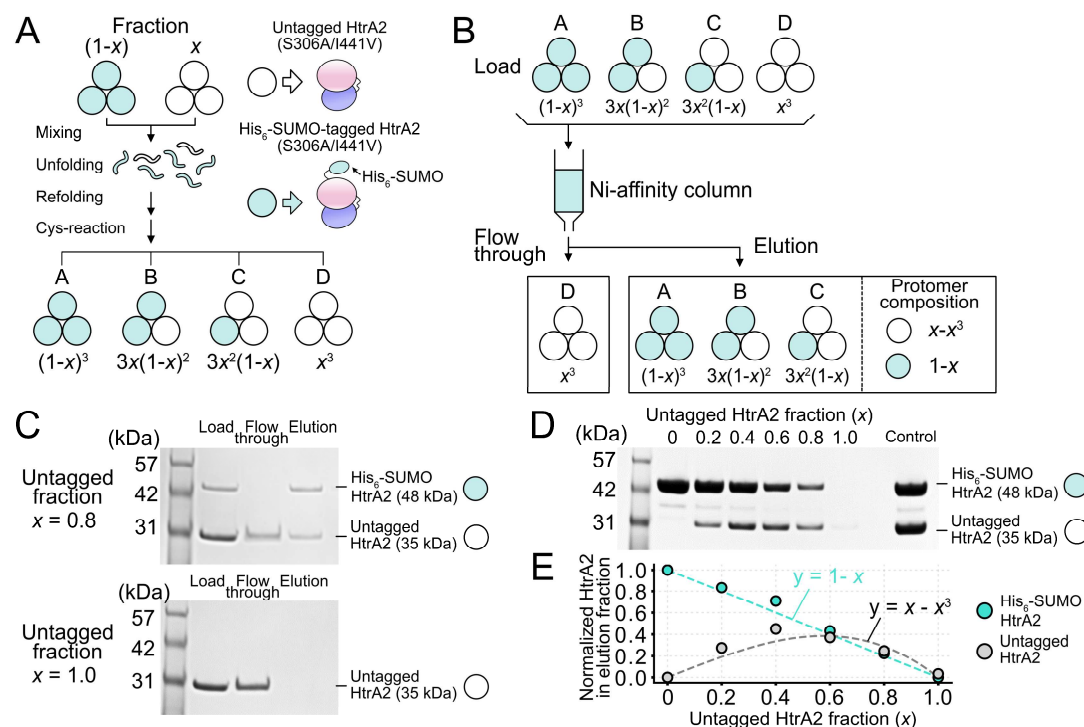 A
Fraction
(1-x)
x
Untagged HtrA2
(S306A/I441V)
His6-SUMO-tagged HtrA2
(S306A/I441V)
His6-SUMO
Mixing
Unfolding
Refolding
Cys-reaction
A B C D
(1-x)³ 3x(1-x)² 3x²(1-x) x³
B
A B C D
Load
(1-x)³ 3x(1-x)² 3x²(1-x) x³
Ni-affinity column
Flow
through
Elution
D
x³
A B C
(1-x)³ 3x(1-x)² 3x²(1-x)
Protomer
composition
x-x³
1-x
C
(kDa)
Load Flow through Elution
57
42
31
Untagged
fraction
x = 0.8
His6-SUMO
HtrA2 (48 kDa)
Untagged
HtrA2 (35 kDa)
(kDa)
Load Flow through Elution
57
42
31
Untagged
fraction
x = 1.0
Untagged
HtrA2 (35 kDa)
D
Untagged HtrA2 fraction (x)
(kDa) 0 0.2 0.4 0.6 0.8 1.0 Control
57
42
31
His6-SUMO
HtrA2 (48 kDa)
Untagged
HtrA2 (35 kDa)
E
Normalized HtrA2
in elution fraction
1.0
0.8
0.6
0.4
0.2
0.0
y = 1- x
y = x - x³
His6-SUMO
HtrA2
Untagged
HtrA2
0.0 0.2 0.4 0.6 0.8 1.0
Untagged HtrA2 fraction (x)